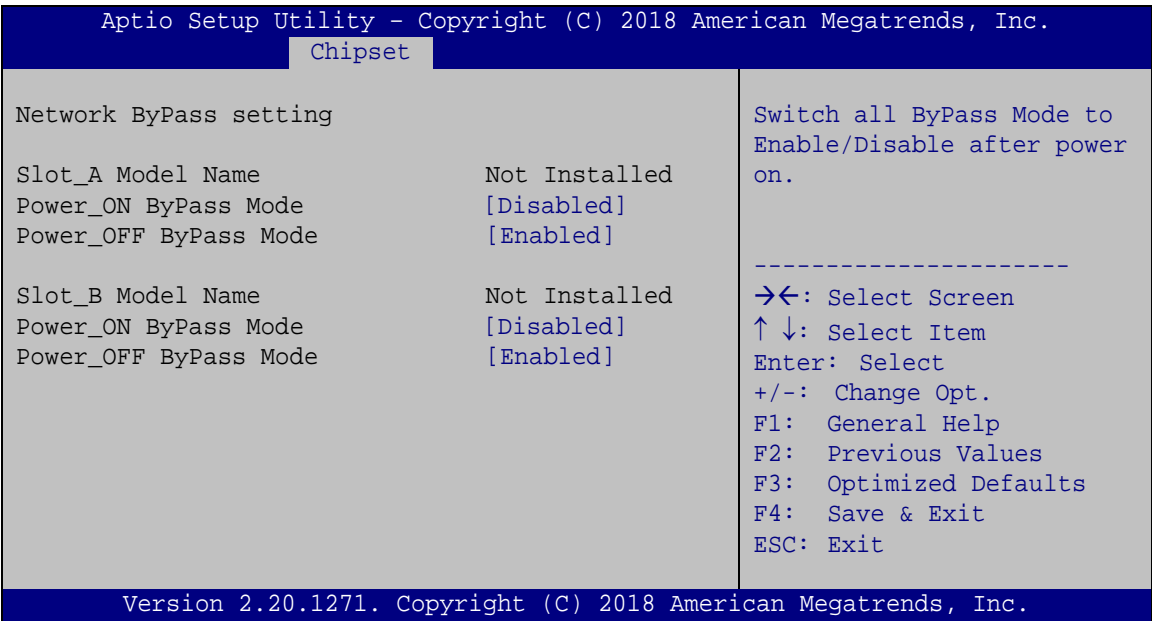 Aptio Setup Utility – Copyright (C) 2018 American Megatrends, Inc.
Chipset
Network ByPass setting
Slot_A Model Name Not Installed
Power_ON ByPass Mode [Disabled]
Power_OFF ByPass Mode [Enabled]
Slot_B Model Name Not Installed
Power_ON ByPass Mode [Disabled]
Power_OFF ByPass Mode [Enabled]
Switch all ByPass Mode to
Enable/Disable after power
on.
----------------------
→←: Select Screen
↑ ↓: Select Item
Enter: Select
+/-: Change Opt.
F1: General Help
F2: Previous Values
F3: Optimized Defaults
F4: Save & Exit
ESC: Exit
Version 2.20.1271. Copyright (C) 2018 American Megatrends, Inc.